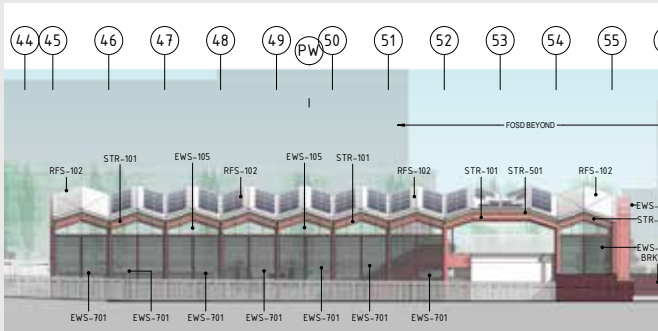 44 45 46 47 48 49 PW 50 51 52 53 54 55
FOSD BEYOND
RFS-102 STR-101 EWS-105 RFS-102 EWS-105 STR-101 RFS-102 STR-101 STR-501 RFS-102
EWS-
STR-
EWS-
BRK
EWS-701 EWS-701 EWS-701 EWS-701 EWS-701 EWS-701 EWS-701